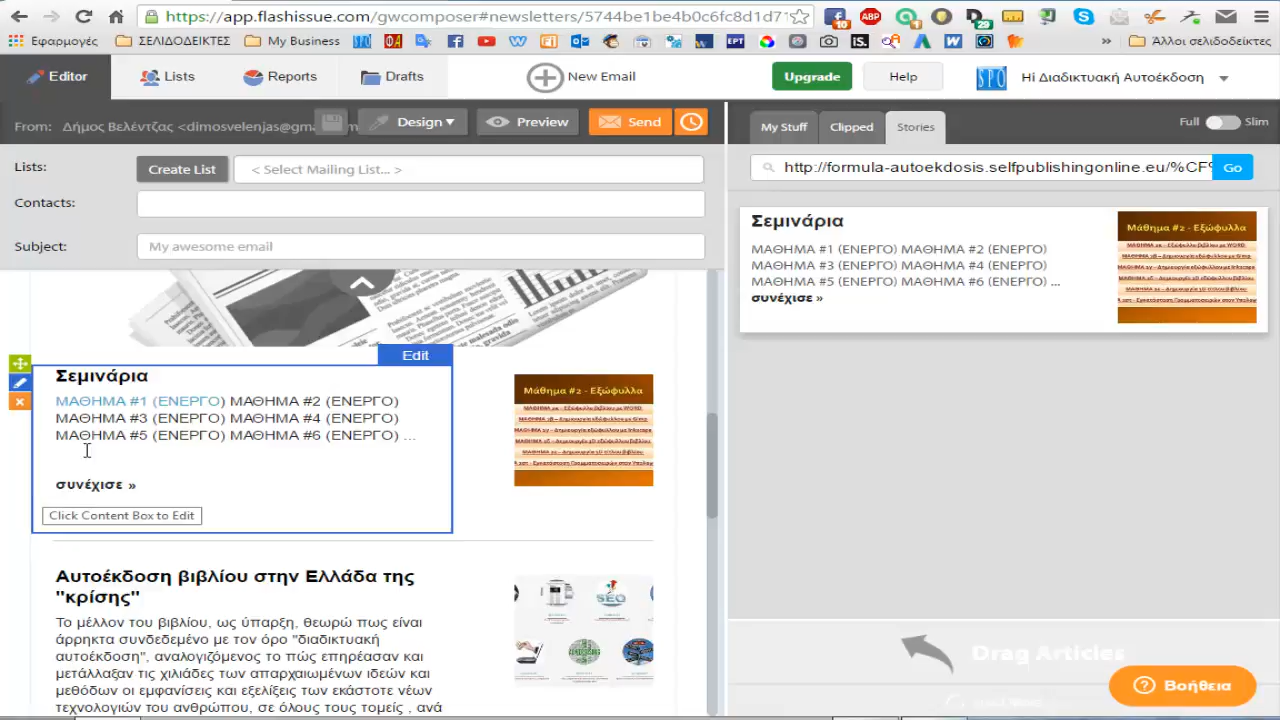 https://app.flashissue.com/gwcomposer#newsletters/5744be1be4b0c6fc8d1d71
Εφαρμογές ΣΕΛΙΔΟΔΕΙΚΤΕΣ My Business Άλλοι σελιδοδείκτες
Editor Lists Reports Drafts New Email Upgrade Help Hi Διαδικτυακή Αυτοέκδοση
From: Δήμος Βελέντζας <dimosvelenjas@gm
Design Preview Send
My Stuff Clipped Stories Full Slim
Lists: Create List < Select Mailing List... >
http://formula-autoekdosis.selfpublishingonline.eu/%CF% Go
Contacts:
Subject: My awesome email
Σεμινάρια
ΜΑΘΗΜΑ #1 (ΕΝΕΡΓΟ) ΜΑΘΗΜΑ #2 (ΕΝΕΡΓΟ)
ΜΑΘΗΜΑ #3 (ΕΝΕΡΓΟ) ΜΑΘΗΜΑ #4 (ΕΝΕΡΓΟ)
ΜΑΘΗΜΑ #5 (ΕΝΕΡΓΟ) ΜΑΘΗΜΑ #6 (ΕΝΕΡΓΟ) ...
συνέχισε »
Μάθημα #2 - Εξώφυλλα
Edit
Σεμινάρια
ΜΑΘΗΜΑ #1 (ΕΝΕΡΓΟ) ΜΑΘΗΜΑ #2 (ΕΝΕΡΓΟ)
ΜΑΘΗΜΑ #3 (ΕΝΕΡΓΟ) ΜΑΘΗΜΑ #4 (ΕΝΕΡΓΟ)
ΜΑΘΗΜΑ #5 (ΕΝΕΡΓΟ) ΜΑΘΗΜΑ #6 (ΕΝΕΡΓΟ) ...
συνέχισε »
Click Content Box to Edit
Μάθημα #2 - Εξώφυλλα
Αυτοέκδοση βιβλίου στην Ελλάδα της
"κρίσης"
Το μέλλον του βιβλίου, ως ύπαρξη, θεωρώ πως είναι
άρρηκτα συνδεδεμένο με τον όρο "διαδικτυακή
αυτοέκδοση", αναλογιζόμενος το πώς επηρέασαν και
μετάλλαξαν τις χιλιάδες των υπαρχόντων μέσων και
μεθόδων οι καινοτομίες και εξελίξεις των εκάστοτε νέων
τεχνολογιών του ανθρώπου, σε όλους τους τομείς , ανά
SEO
Drag Articles
Βοήθεια